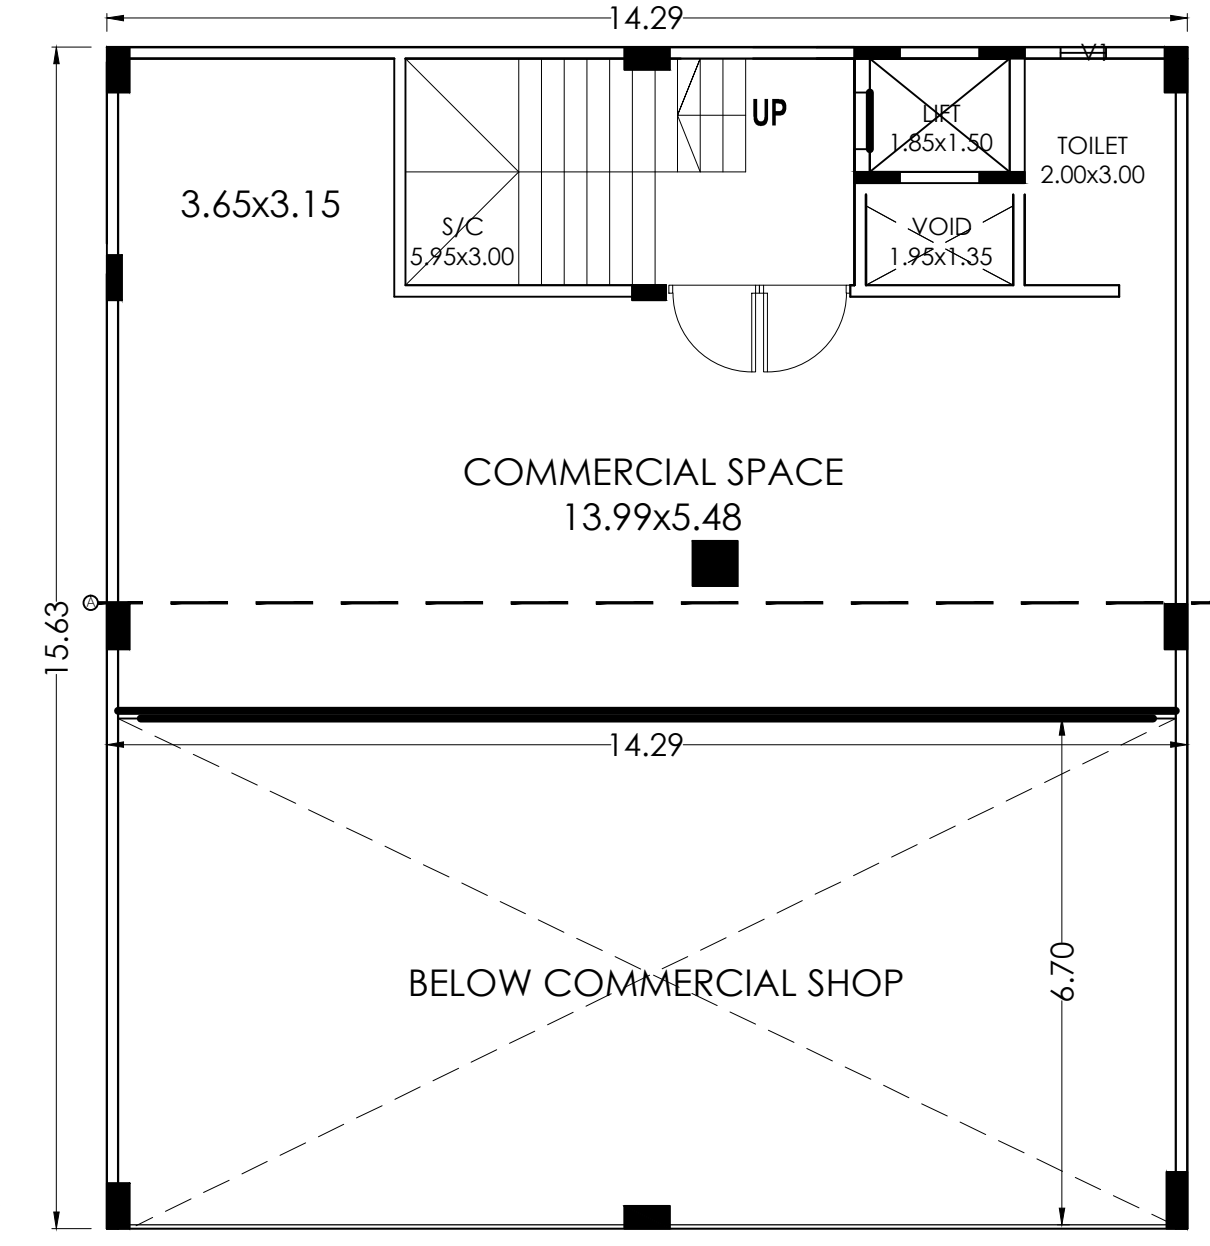 14.29
V1
UP
LIFT
1.85x1.50
TOILET
2.00x3.00
3.65x3.15
S/C
5.95x3.00
VOID
1.95x1.35
COMMERCIAL SPACE
13.99x5.48
A
15.63
14.29
BELOW COMMERCIAL SHOP
6.70